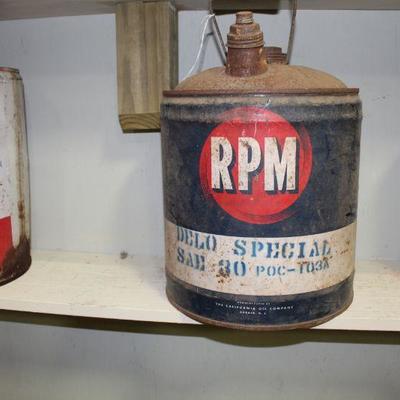 RPM
DELO SPECIAL
SAE 30 POC-103A
THE CALIFORNIA OIL COMPANY